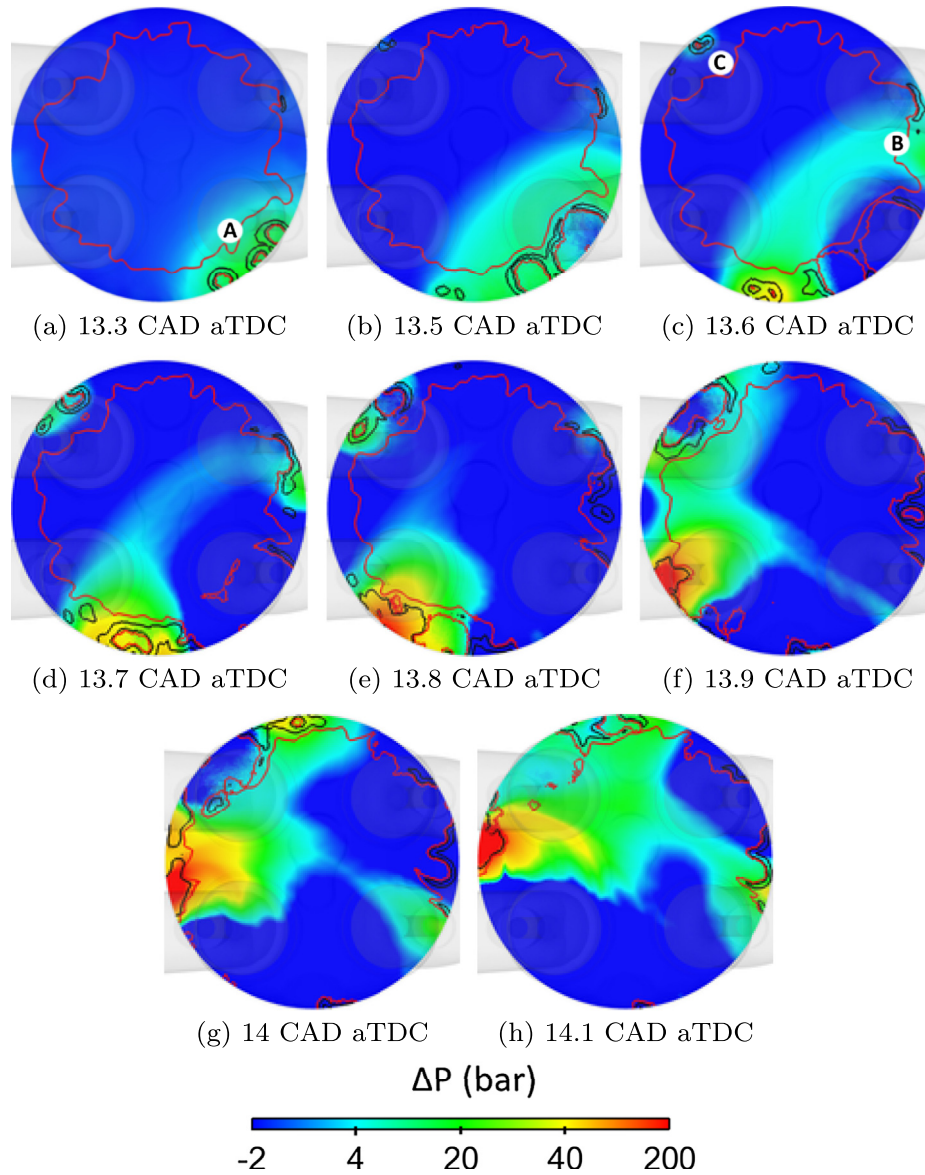 A
C
B
(a) 13.3 CAD aTDC (b) 13.5 CAD aTDC (c) 13.6 CAD aTDC
(d) 13.7 CAD aTDC (e) 13.8 CAD aTDC (f) 13.9 CAD aTDC
(g) 14 CAD aTDC (h) 14.1 CAD aTDC
ΔP (bar)
-2 4 20 40 200